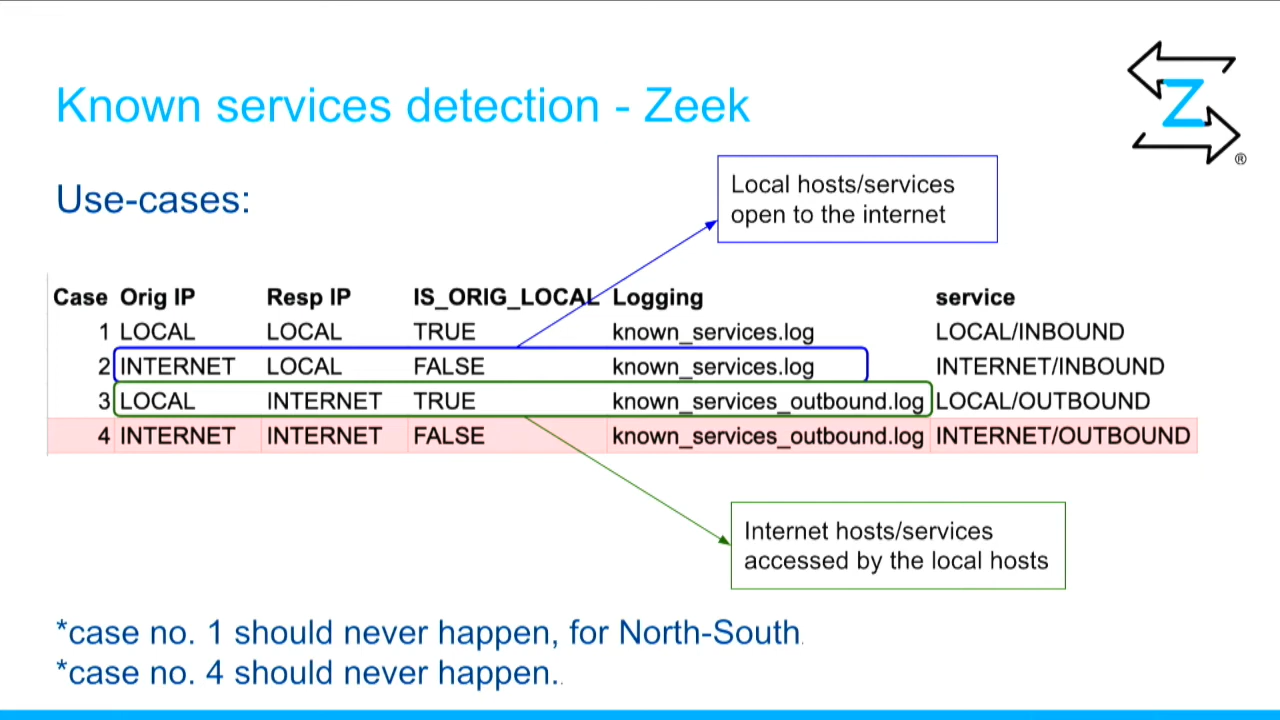 Known services detection - Zeek
Z
®
Use-cases:
Local hosts/services
open to the internet
Case Orig IP Resp IP IS_ORIG_LOCAL Logging service
1 LOCAL LOCAL TRUE known_services.log LOCAL/INBOUND
2 INTERNET LOCAL FALSE known_services.log INTERNET/INBOUND
3 LOCAL INTERNET TRUE known_services_outbound.log LOCAL/OUTBOUND
4 INTERNET INTERNET FALSE known_services_outbound.log INTERNET/OUTBOUND
Internet hosts/services
accessed by the local hosts
*case no. 1 should never happen, for North-South.
*case no. 4 should never happen..